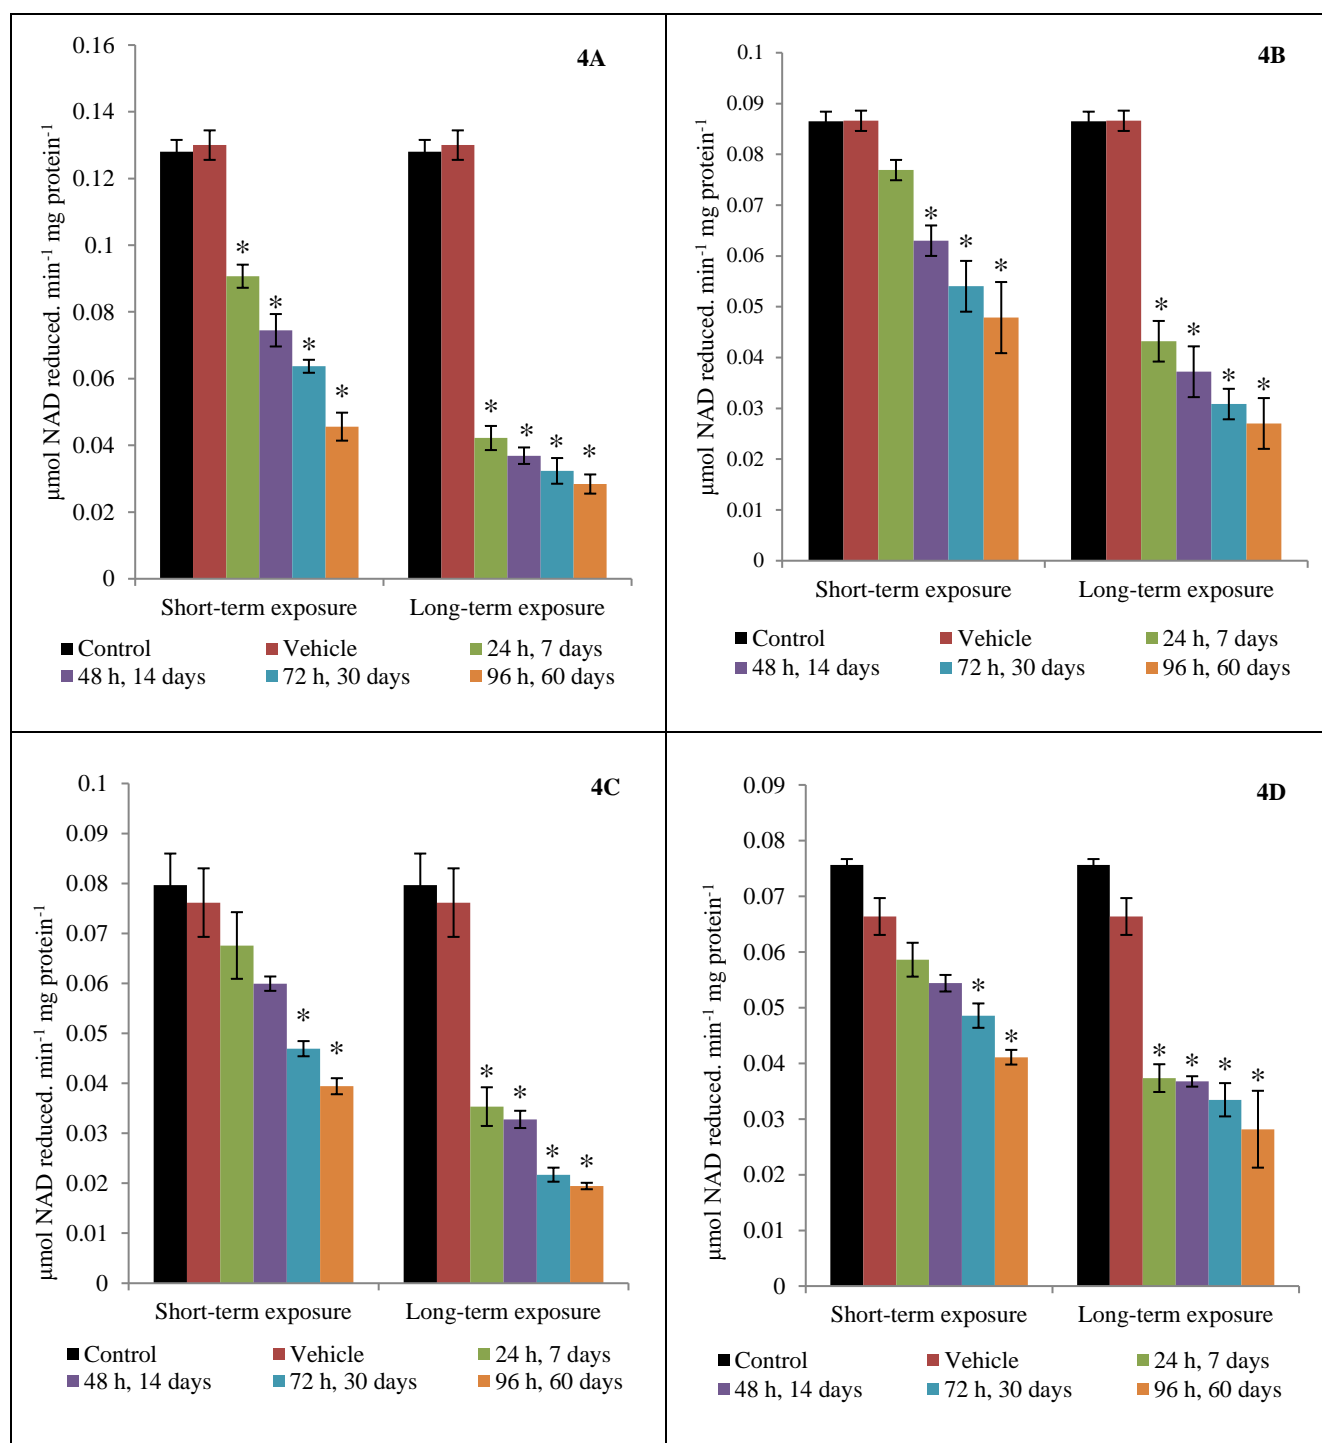 4A
µmol NAD reduced. min-1 mg protein-1
0.16
0.14
0.12
0.1
0.08
0.06
0.04
0.02
0
* * * * * * * *
Short-term exposure Long-term exposure
Control Vehicle 24 h, 7 days
48 h, 14 days 72 h, 30 days 96 h, 60 days
4B
µmol NAD reduced. min-1 mg protein-1
0.1
0.09
0.08
0.07
0.06
0.05
0.04
0.03
0.02
0.01
0
* * * * * * *
Short-term exposure Long-term exposure
Control Vehicle 24 h, 7 days
48 h, 14 days 72 h, 30 days 96 h, 60 days
4C
µmol NAD reduced. min-1 mg protein-1
0.1
0.09
0.08
0.07
0.06
0.05
0.04
0.03
0.02
0.01
0
* * * * * *
Short-term exposure Long-term exposure
Control Vehicle 24 h, 7 days
48 h, 14 days 72 h, 30 days 96 h, 60 days
4D
µmol NAD reduced. min-1 mg protein-1
0.09
0.08
0.07
0.06
0.05
0.04
0.03
0.02
0.01
0
* * * * * *
Short-term exposure Long-term exposure
Control Vehicle 24 h, 7 days
48 h, 14 days 72 h, 30 days 96 h, 60 days